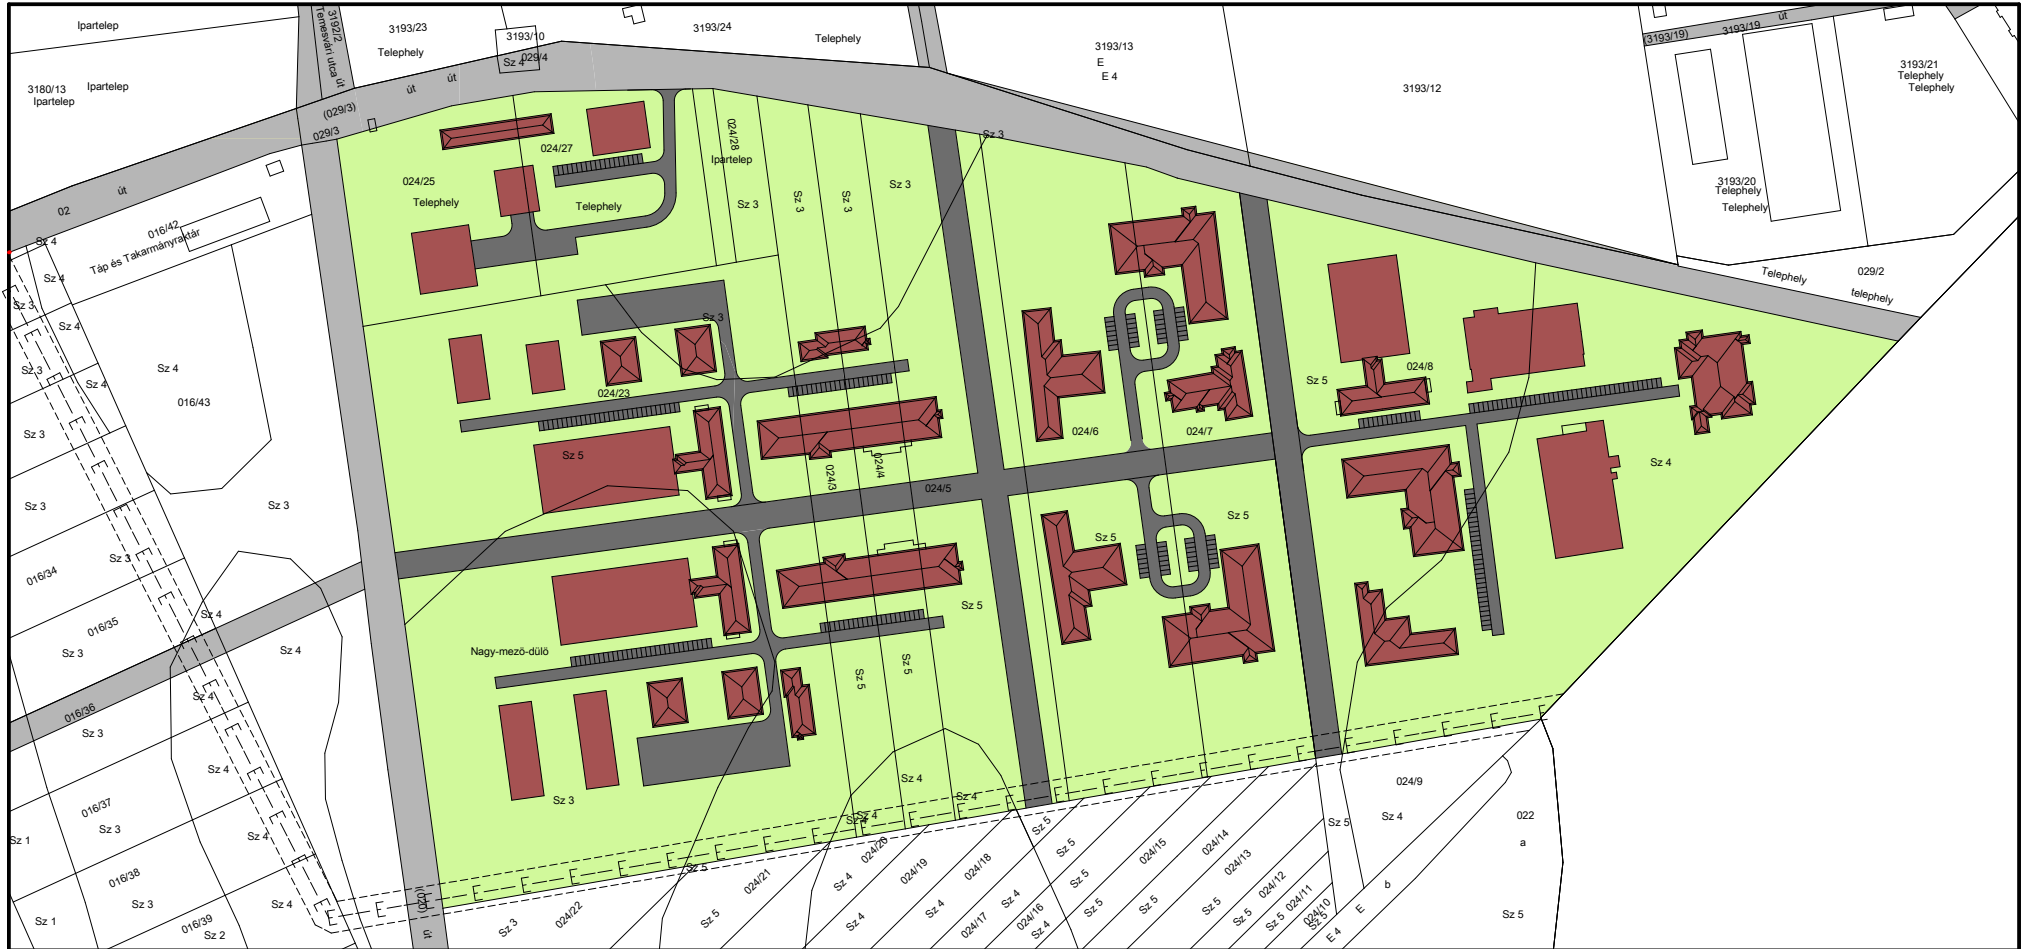 Ipartelep
3192/2
Temesvári utca út
3193/23
Telephely
3193/10
Sz 4
029/4
3193/24
Telephely
3193/13
E
E 4
3193/12
(3193/19)
3193/19
út
3193/21
Telephely
Telephely
3180/13
Ipartelep
Ipartelep
út
út
(029/3)
029/3
Sz 3
024/28
Ipartelep
024/27
024/25
Telephely
Telephely
Sz 3
Sz 3
Sz 3
Sz 3
3193/20
Telephely
Telephely
út
02
016/42
Táp és Takarmányraktár
Sz 4
Sz 4
Sz 3
Sz 4
Telephely
029/2
telephely
Sz 3
Sz 4
Sz 4
016/43
Sz 3
024/23
Sz 5
024/8
Sz 3
Sz 5
024/3
024/4
024/6
024/7
Sz 4
024/5
Sz 3
Sz 3
Sz 5
Sz 5
Sz 3
016/34
Sz 4
016/35
Sz 3
Sz 4
Sz 5
Nagy-mező-dülő
Sz 5
Sz 5
Sz 4
016/36
Sz 3
Sz 4
Sz 4
Sz 4
Sz 3
016/37
Sz 3
Sz 1
Sz 4
Sz 4
Sz 4
024/9
Sz 4
Sz 5
022
a
Sz 5
Sz 5
024/20
024/21
Sz 4
024/19
024/18
Sz 5
024/15
024/14
024/13
016/38
Sz 3
Sz 4
(020)
út
Sz 1
016/39
Sz 2
Sz 3
024/22
Sz 5
Sz 4
Sz 4
024/17
Sz 4
024/16
Sz 4
Sz 5
Sz 5
Sz 5
Sz 5
Sz 5
024/12
Sz 5
024/11
024/10
Sz 5
E 4
E
b
Sz 5